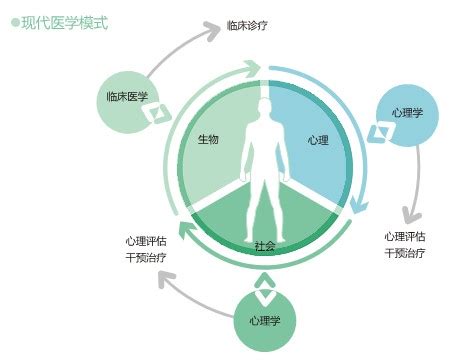 现代医学模式
临床诊疗
临床医学
心理学
生物
心理
社会
心理评估
干预治疗
心理评估
干预治疗
心理学